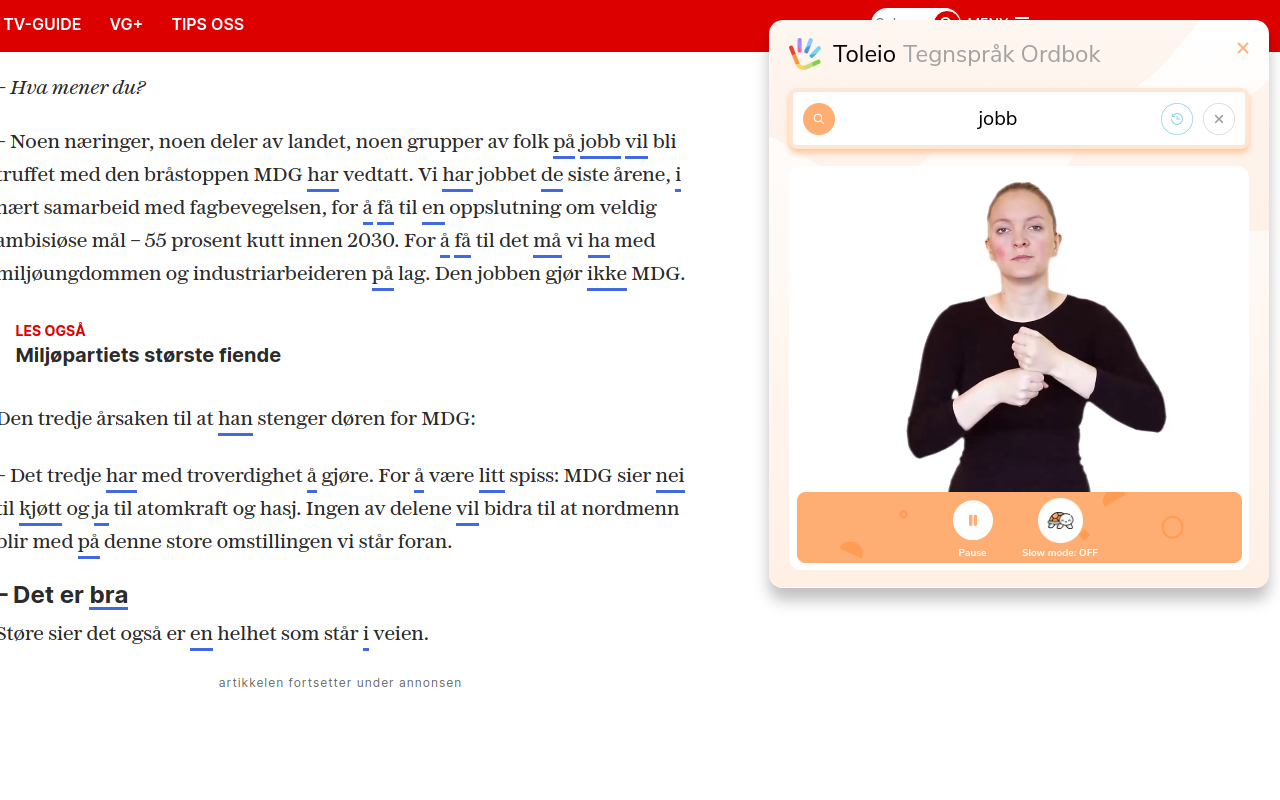 TV-GUIDE VG+ TIPS OSS
– Hva mener du?
– Noen næringer, noen deler av landet, noen grupper av folk på jobb vil bli
truffet med den bråstoppen MDG har vedtatt. Vi har jobbet de siste årene, i
nært samarbeid med fagbevegelsen, for å få til en oppslutning om veldig
ambisiøse mål – 55 prosent kutt innen 2030. For å få til det må vi ha med
miljøungdommen og industriarbeideren på lag. Den jobben gjør ikke MDG.
LES OGSÅ
Miljøpartiets største fiende
Den tredje årsaken til at han stenger døren for MDG:
– Det tredje har med troverdighet å gjøre. For å være litt spiss: MDG sier nei
til kjøtt og ja til atomkraft og hasj. Ingen av delene vil bidra til at nordmenn
blir med på denne store omstillingen vi står foran.
– Det er bra
Støre sier det også er en helhet som står i veien.
artikkelen fortsetter under annonsen
Toleio Tegnspråk Ordbok
jobb
Pause Slow mode: OFF